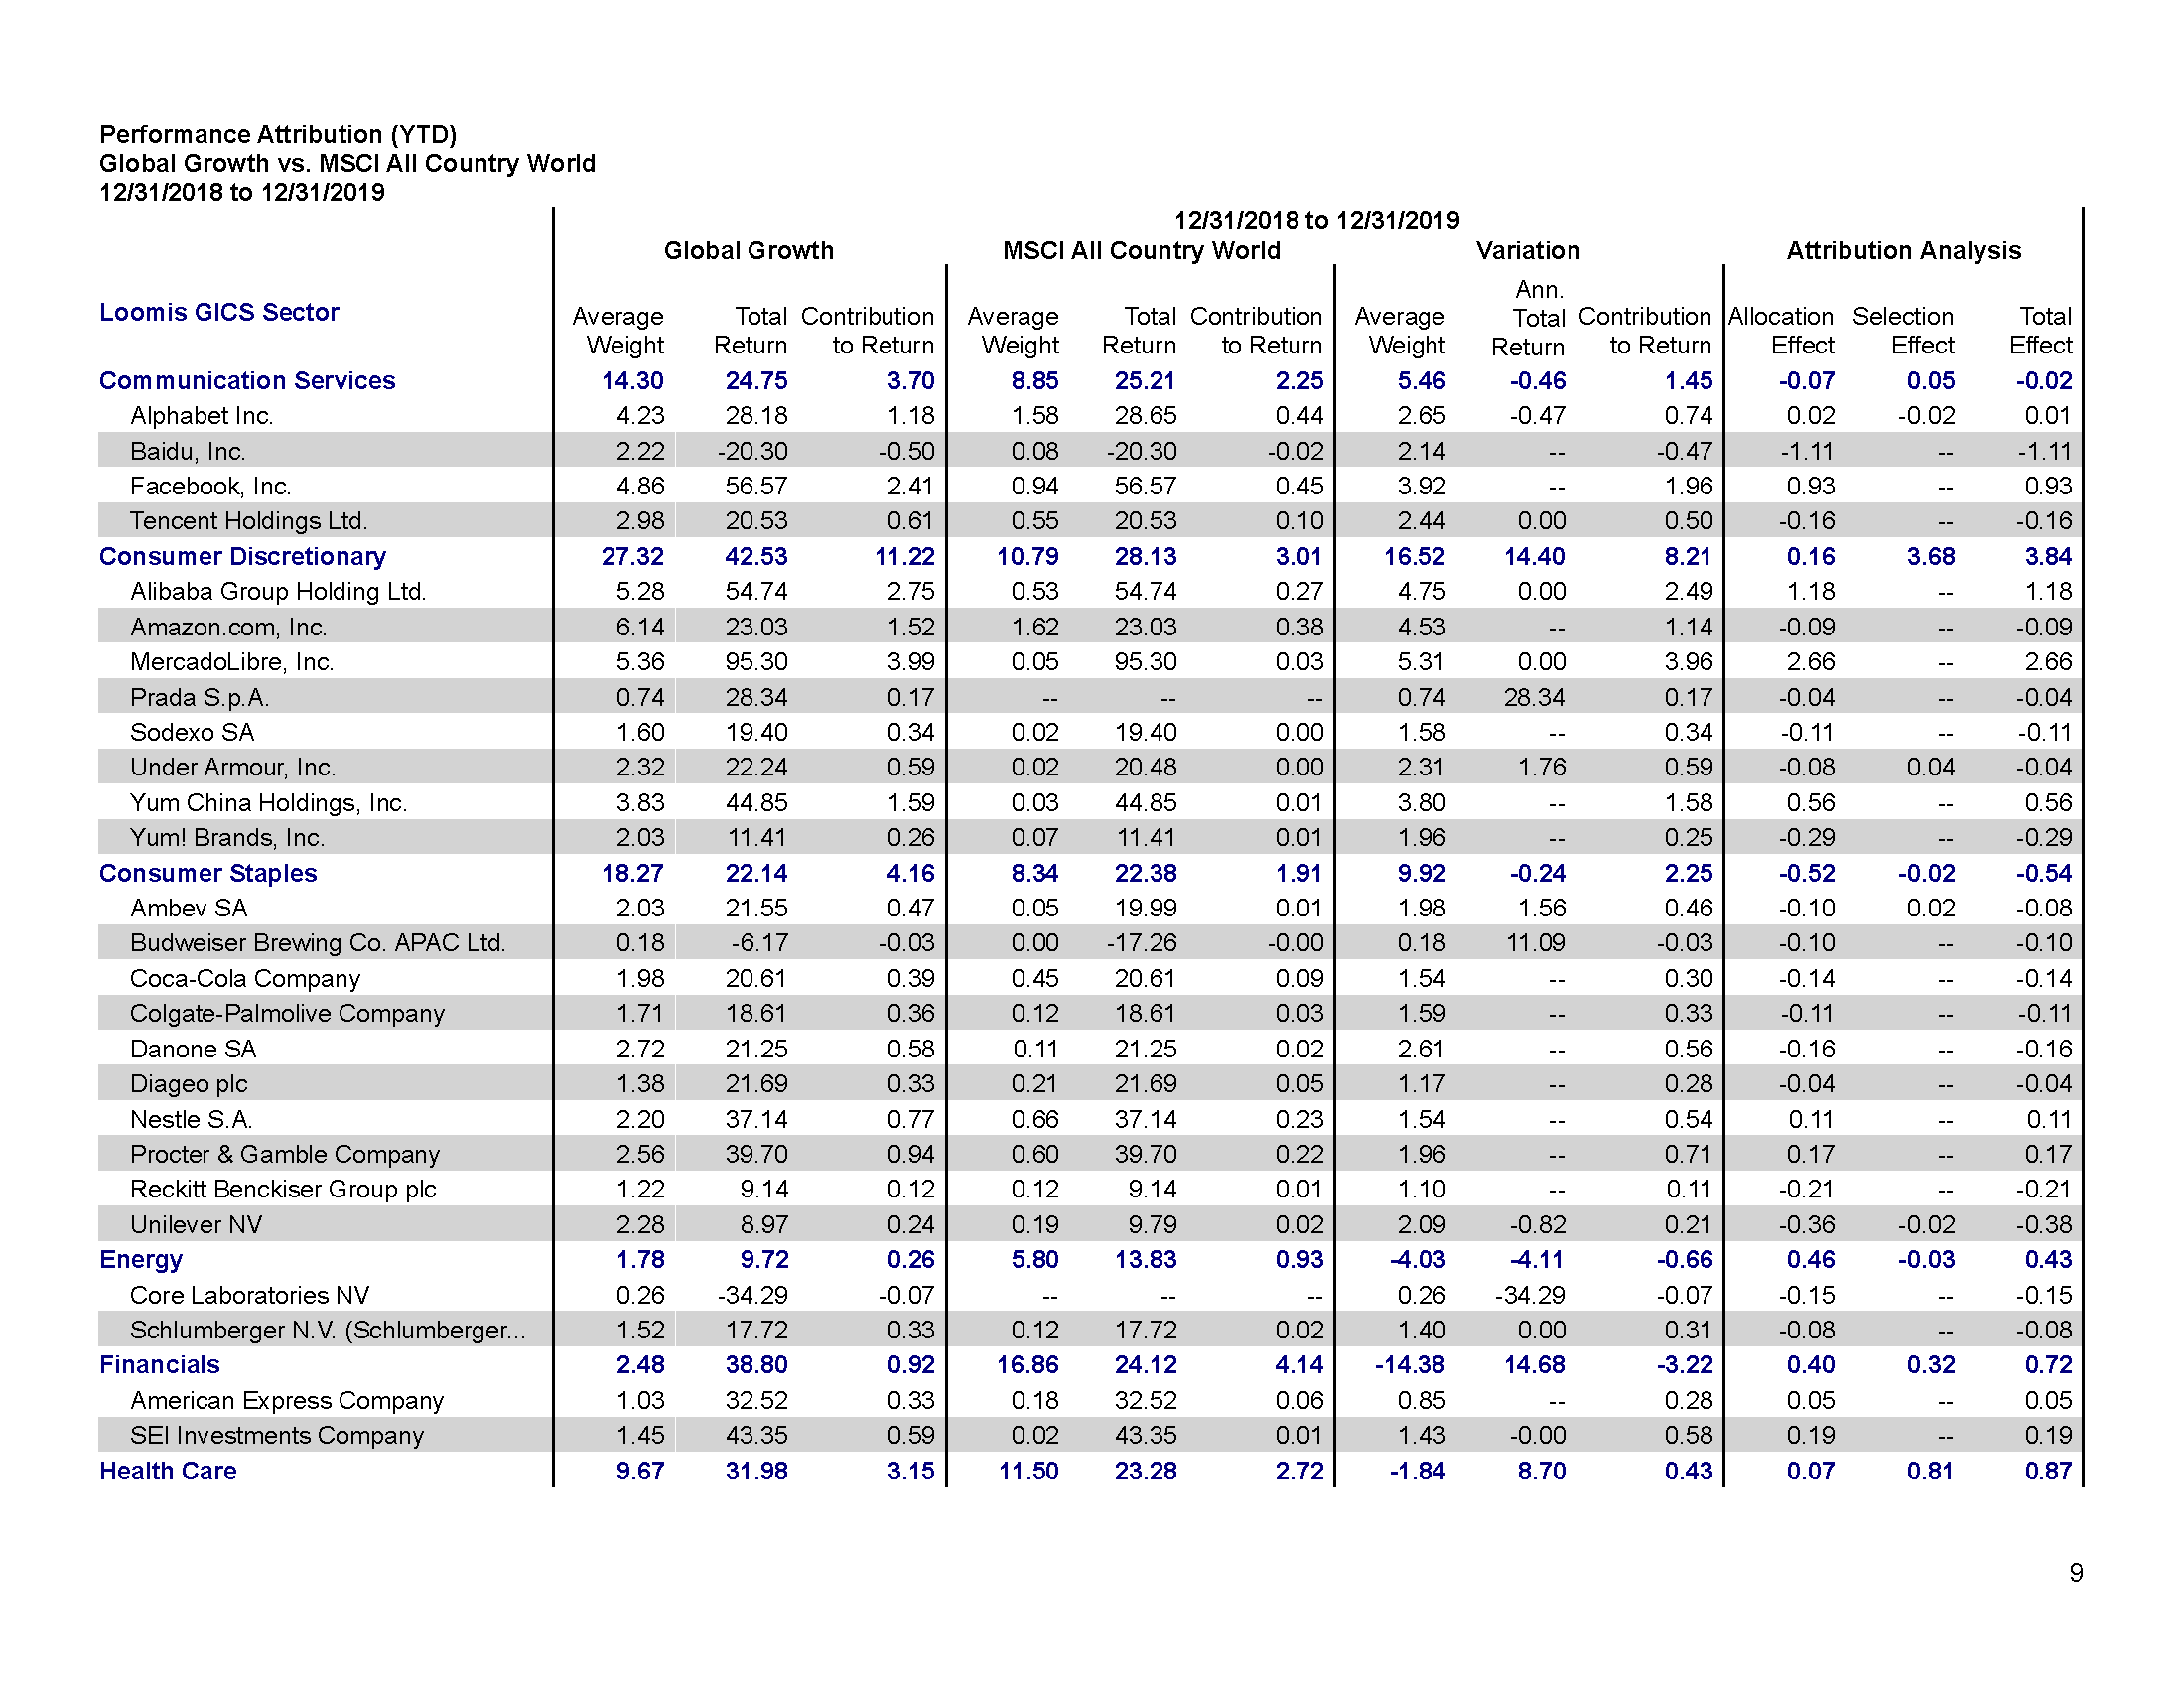 Performance Attribution (YTD)
Global Growth vs. MSCI All Country World
12/31/2018 to 12/31/2019
12/31/2018 to 12/31/2019
Global Growth MSCI All Country World Variation Attribution Analysis
Loomis GICS Sector Average Weight Total Return Contribution to Return Average Weight Total Return Contribution to Return Average Weight Ann. Total Return Contribution to Return Allocation Effect Selection Effect Total Effect
Communication Services 14.30 24.75 3.70 8.85 25.21 2.25 5.46 -0.46 1.45 -0.07 0.05 -0.02
Alphabet Inc. 4.23 28.18 1.18 1.58 28.65 0.44 2.65 -0.47 0.74 0.02 -0.02 0.01
Baidu, Inc. 2.22 -20.30 -0.50 0.08 -20.30 -0.02 2.14 -- -0.47 -1.11 -- -1.11
Facebook, Inc. 4.86 56.57 2.41 0.94 56.57 0.45 3.92 -- 1.96 0.93 -- 0.93
Tencent Holdings Ltd. 2.98 20.53 0.61 0.55 20.53 0.10 2.44 0.00 0.50 -0.16 -- -0.16
Consumer Discretionary 27.32 42.53 11.22 10.79 28.13 3.01 16.52 14.40 8.21 0.16 3.68 3.84
Alibaba Group Holding Ltd. 5.28 54.74 2.75 0.53 54.74 0.27 4.75 0.00 2.49 1.18 -- 1.18
Amazon.com, Inc. 6.14 23.03 1.52 1.62 23.03 0.38 4.53 -- 1.14 -0.09 -- -0.09
MercadoLibre, Inc. 5.36 95.30 3.99 0.05 95.30 0.03 5.31 0.00 3.96 2.66 -- 2.66
Prada S.p.A. 0.74 28.34 0.17 -- -- -- 0.74 28.34 0.17 -0.04 -- -0.04
Sodexo SA 1.60 19.40 0.34 0.02 19.40 0.00 1.58 -- 0.34 -0.11 -- -0.11
Under Armour, Inc. 2.32 22.24 0.59 0.02 20.48 0.00 2.31 1.76 0.59 -0.08 0.04 -0.04
Yum China Holdings, Inc. 3.83 44.85 1.59 0.03 44.85 0.01 3.80 -- 1.58 0.56 -- 0.56
Yum! Brands, Inc. 2.03 11.41 0.26 0.07 11.41 0.01 1.96 -- 0.25 -0.29 -- -0.29
Consumer Staples 18.27 22.14 4.16 8.34 22.38 1.91 9.92 -0.24 2.25 -0.52 -0.02 -0.54
Ambev SA 2.03 21.55 0.47 0.05 19.99 0.01 1.98 1.56 0.46 -0.10 0.02 -0.08
Budweiser Brewing Co. APAC Ltd. 0.18 -6.17 -0.03 0.00 -17.26 -0.00 0.18 11.09 -0.03 -0.10 -- -0.10
Coca-Cola Company 1.98 20.61 0.39 0.45 20.61 0.09 1.54 -- 0.30 -0.14 -- -0.14
Colgate-Palmolive Company 1.71 18.61 0.36 0.12 18.61 0.03 1.59 -- 0.33 -0.11 -- -0.11
Danone SA 2.72 21.25 0.58 0.11 21.25 0.02 2.61 -- 0.56 -0.16 -- -0.16
Diageo plc 1.38 21.69 0.33 0.21 21.69 0.05 1.17 -- 0.28 -0.04 -- -0.04
Nestle S.A. 2.20 37.14 0.77 0.66 37.14 0.23 1.54 -- 0.54 0.11 -- 0.11
Procter & Gamble Company 2.56 39.70 0.94 0.60 39.70 0.22 1.96 -- 0.71 0.17 -- 0.17
Reckitt Benckiser Group plc 1.22 9.14 0.12 0.12 9.14 0.01 1.10 -- 0.11 -0.21 -- -0.21
Unilever NV 2.28 8.97 0.24 0.19 9.79 0.02 2.09 -0.82 0.21 -0.36 -0.02 -0.38
Energy 1.78 9.72 0.26 5.80 13.83 0.93 -4.03 -4.11 -0.66 0.46 -0.03 0.43
Core Laboratories NV 0.26 -34.29 -0.07 -- -- -- 0.26 -34.29 -0.07 -0.15 -- -0.15
Schlumberger N.V. (Schlumberger... 1.52 17.72 0.33 0.12 17.72 0.02 1.40 0.00 0.31 -0.08 -- -0.08
Financials 2.48 38.80 0.92 16.86 24.12 4.14 -14.38 14.68 -3.22 0.40 0.32 0.72
American Express Company 1.03 32.52 0.33 0.18 32.52 0.06 0.85 -- 0.28 0.05 -- 0.05
SEI Investments Company 1.45 43.35 0.59 0.02 43.35 0.01 1.43 -0.00 0.58 0.19 -- 0.19
Health Care 9.67 31.98 3.15 11.50 23.28 2.72 -1.84 8.70 0.43 0.07 0.81 0.87
9